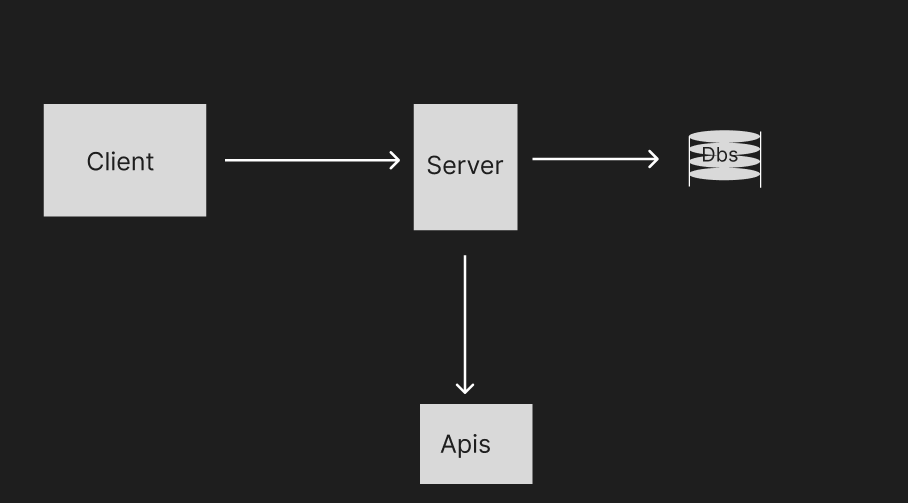 Client
Server
Dbs
Apis